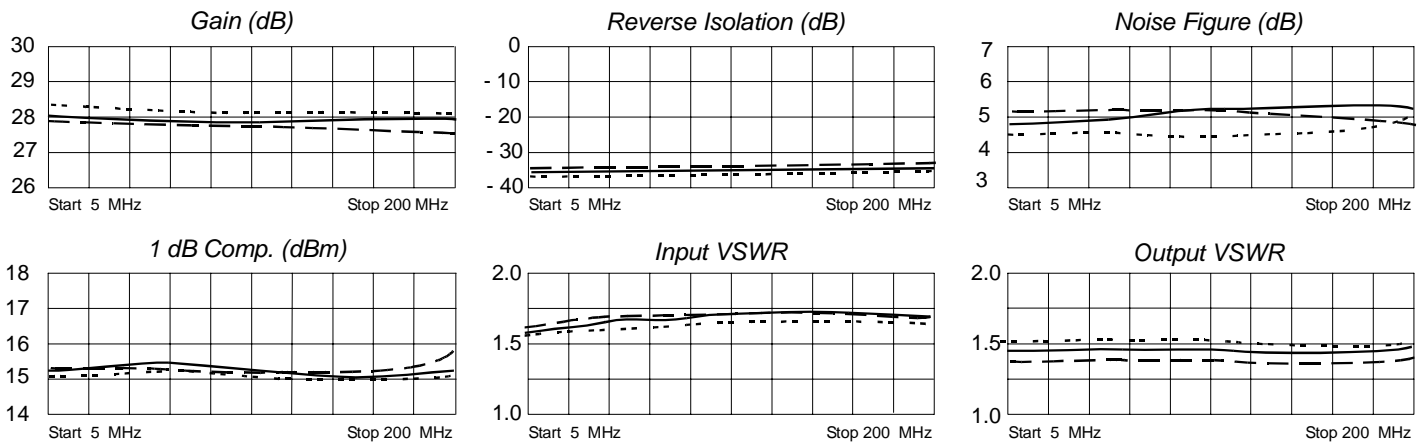 Gain (dB)
30
29
28
27
26
Start 5 MHz
Stop 200 MHz
Reverse Isolation (dB)
0
- 10
- 20
- 30
- 40
Start 5 MHz
Stop 200 MHz
Noise Figure (dB)
7
6
5
4
3
Start 5 MHz
Stop 200 MHz
1 dB Comp. (dBm)
18
17
16
15
14
Start 5 MHz
Stop 200 MHz
Input VSWR
2.0
1.5
1.0
Start 5 MHz
Stop 200 MHz
Output VSWR
2.0
1.5
1.0
Start 5 MHz
Stop 200 MHz